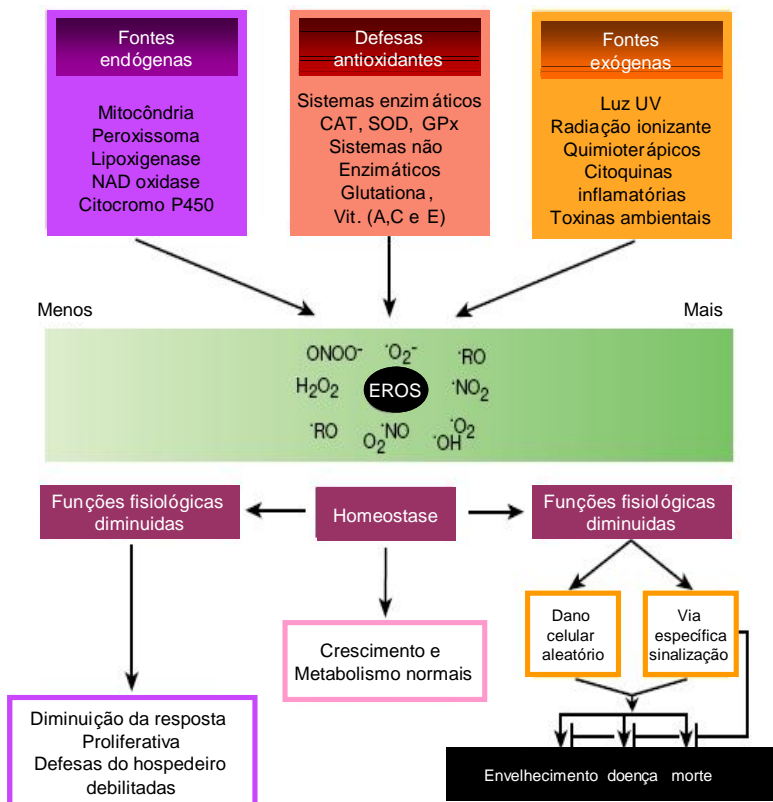 Fontes
endógenas
Mitocôndria
Peroxissoma
Lipoxigenase
NAD oxidase
Citocromo P450
Defesas
antioxidantes
Sistemas enzimáticos
CAT, SOD, GPx
Sistemas não
Enzimáticos
Glutationa,
Vit. (A,C e E)
Fontes
exógenas
Luz UV
Radiação ionizante
Quimioterápicos
Citoquinas
inflamatórias
Toxinas ambientais
Menos
Mais
ONOO⁻ ·O₂⁻ ·RO
H₂O₂ EROS ·NO₂
·RO O₂ ·NO ·OH ·O₂
Funções fisiológicas
diminuidas
Homeostase
Funções fisiológicas
diminuidas
Dano
celular
aleatório
Via
específica
sinalização
Crescimento e
Metabolismo normais
Diminuição da resposta
Proliferativa
Defesas do hospedeiro
debilitadas
Envelhecimento doença morte